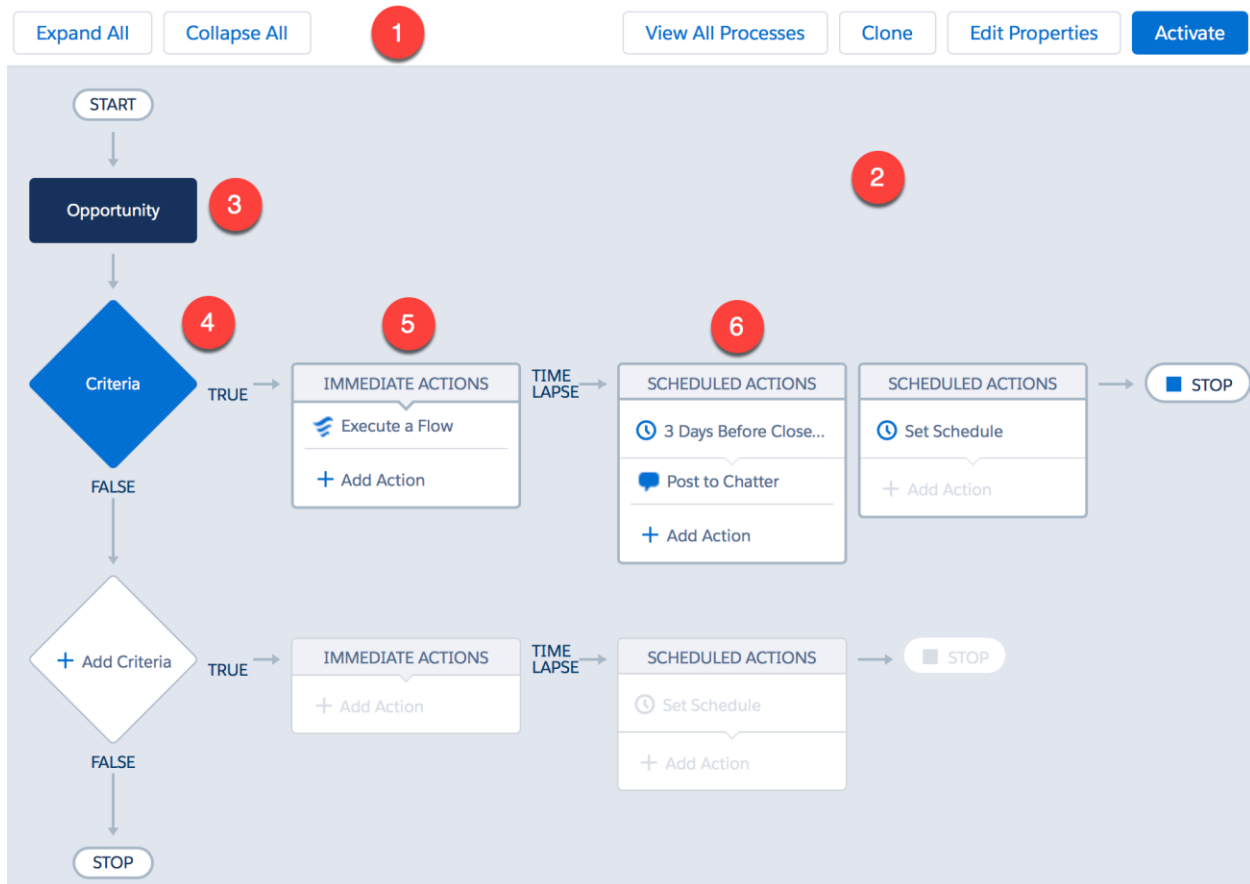 Expand All
Collapse All
1
View All Processes
Clone
Edit Properties
Activate
START
2
Opportunity
3
4
5
6
Criteria
TRUE
IMMEDIATE ACTIONS
Execute a Flow
+ Add Action
TIME
LAPSE
SCHEDULED ACTIONS
3 Days Before Close...
Post to Chatter
+ Add Action
SCHEDULED ACTIONS
Set Schedule
+ Add Action
STOP
FALSE
+ Add Criteria
TRUE
IMMEDIATE ACTIONS
+ Add Action
TIME
LAPSE
SCHEDULED ACTIONS
Set Schedule
+ Add Action
STOP
FALSE
STOP